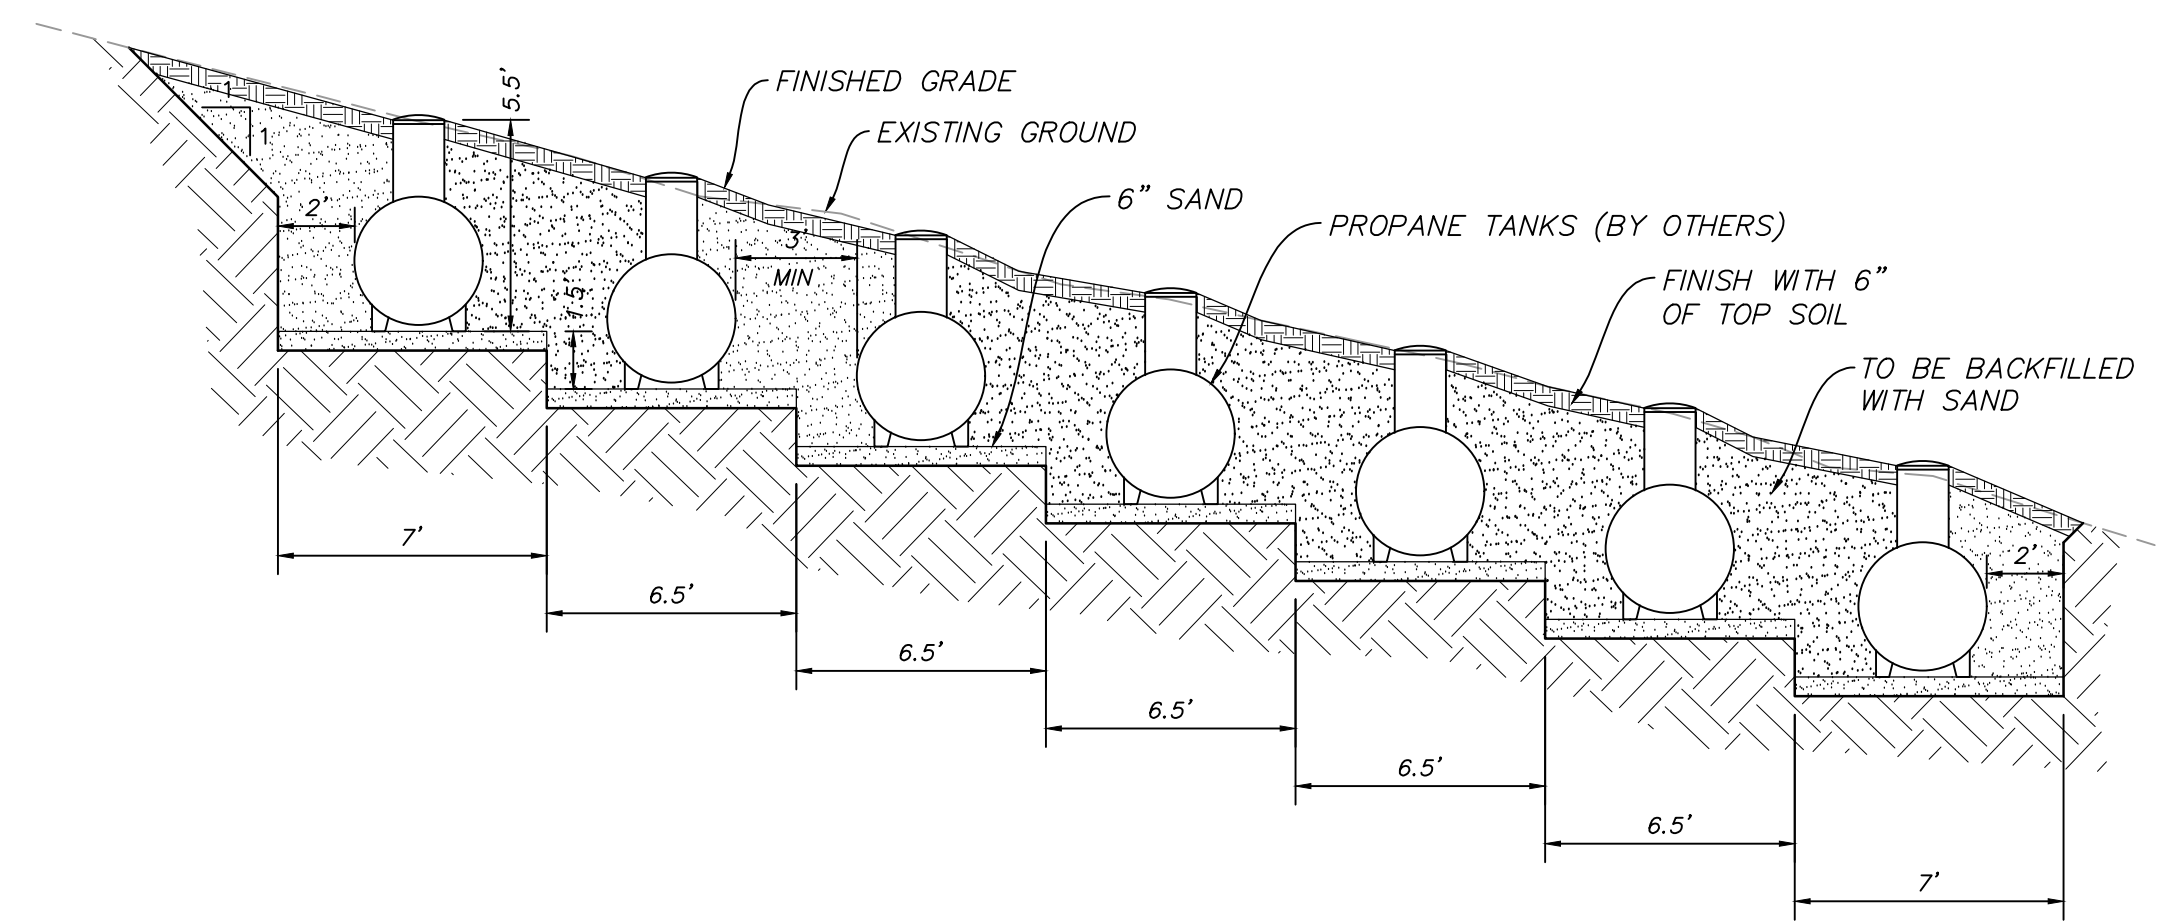 5.5'
FINISHED GRADE
1
1
EXISTING GROUND
6" SAND
2'
PROPANE TANKS (BY OTHERS)
3'
MIN
FINISH WITH 6"
OF TOP SOIL
1.5'
TO BE BACKFILLED
WITH SAND
7'
2'
6.5'
6.5'
6.5'
6.5'
6.5'
7'